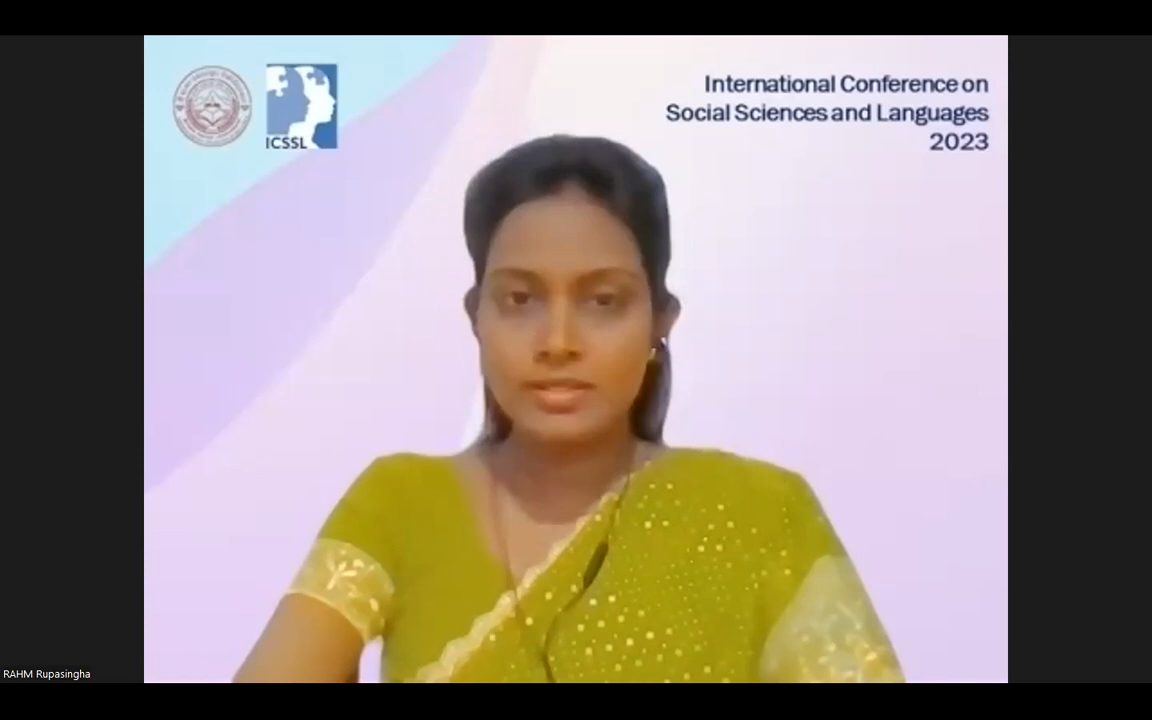 International Conference on
Social Sciences and Languages
2023
ICSSL
RAHM Rupasingha